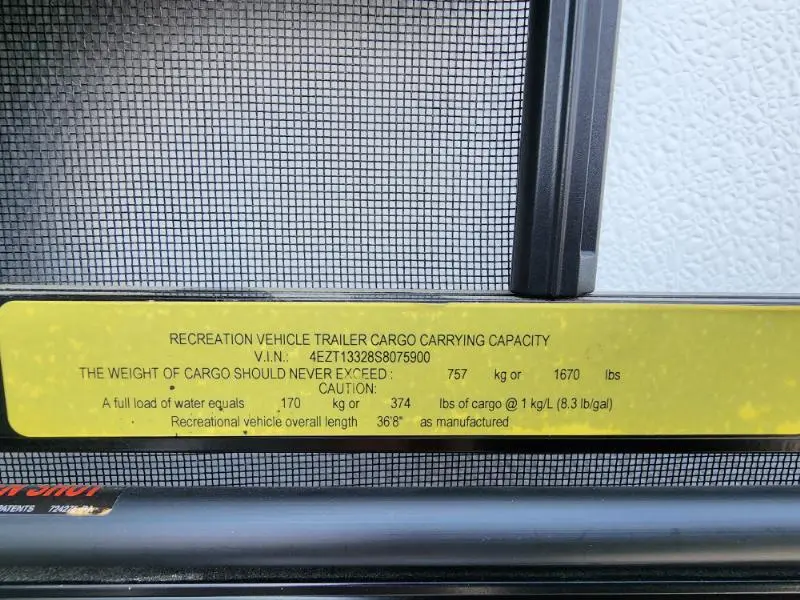 RECREATION VEHICLE TRAILER CARGO CARRYING CAPACITY
V.I.N.: 4EZT13328S8075900
THE WEIGHT OF CARGO SHOULD NEVER EXCEED : 757 kg or 1670 lbs
CAUTION:
A full load of water equals 170 kg or 374 lbs of cargo @ 1 kg/L (8.3 lb/gal)
Recreational vehicle overall length 36'8" as manufactured
SHOT
PATENTS